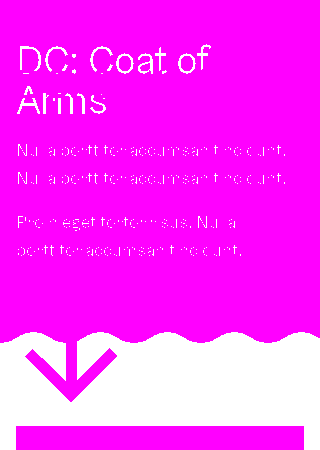 DC: Coat of
Arms
Nulla porttitor accumsan tincidunt.
Nulla porttitor accumsan tincidunt.
Proin eget tortor risus. Nulla
porttitor accumsan tincidunt.